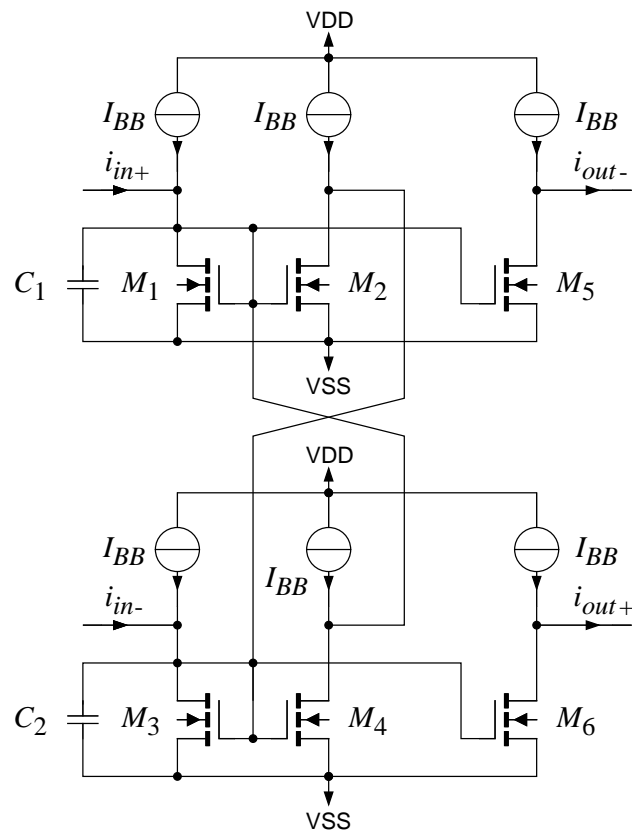 VDD
I_BB I_BB I_BB
i_in+ i_out-
C_1 M_1 M_2 M_5
VSS
VDD
I_BB I_BB I_BB
i_in- i_out+
C_2 M_3 M_4 M_6
VSS